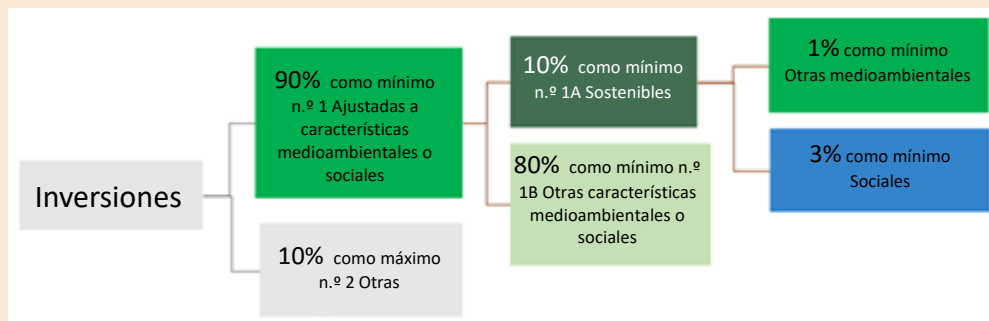 Inversiones
90% como mínimo
n.º 1 Ajustadas a
características
medioambientales o
sociales
10% como máximo
n.º 2 Otras
10% como mínimo
n.º 1A Sostenibles
80% como mínimo n.º
1B Otras características
medioambientales o
sociales
1% como mínimo
Otras medioambientales
3% como mínimo
Sociales